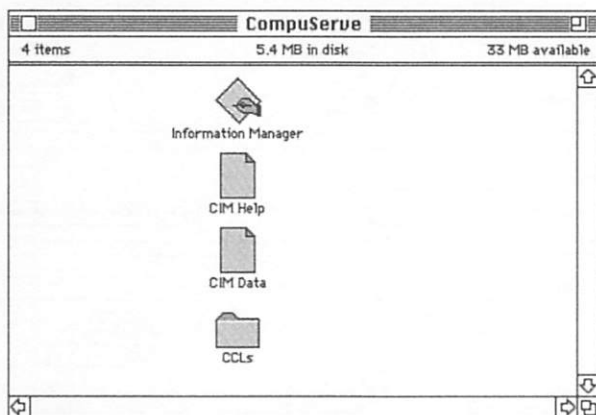 CompuServe
4 items 5.4 MB in disk 33 MB available
Information Manager
CIM Help
CIM Data
CCLs